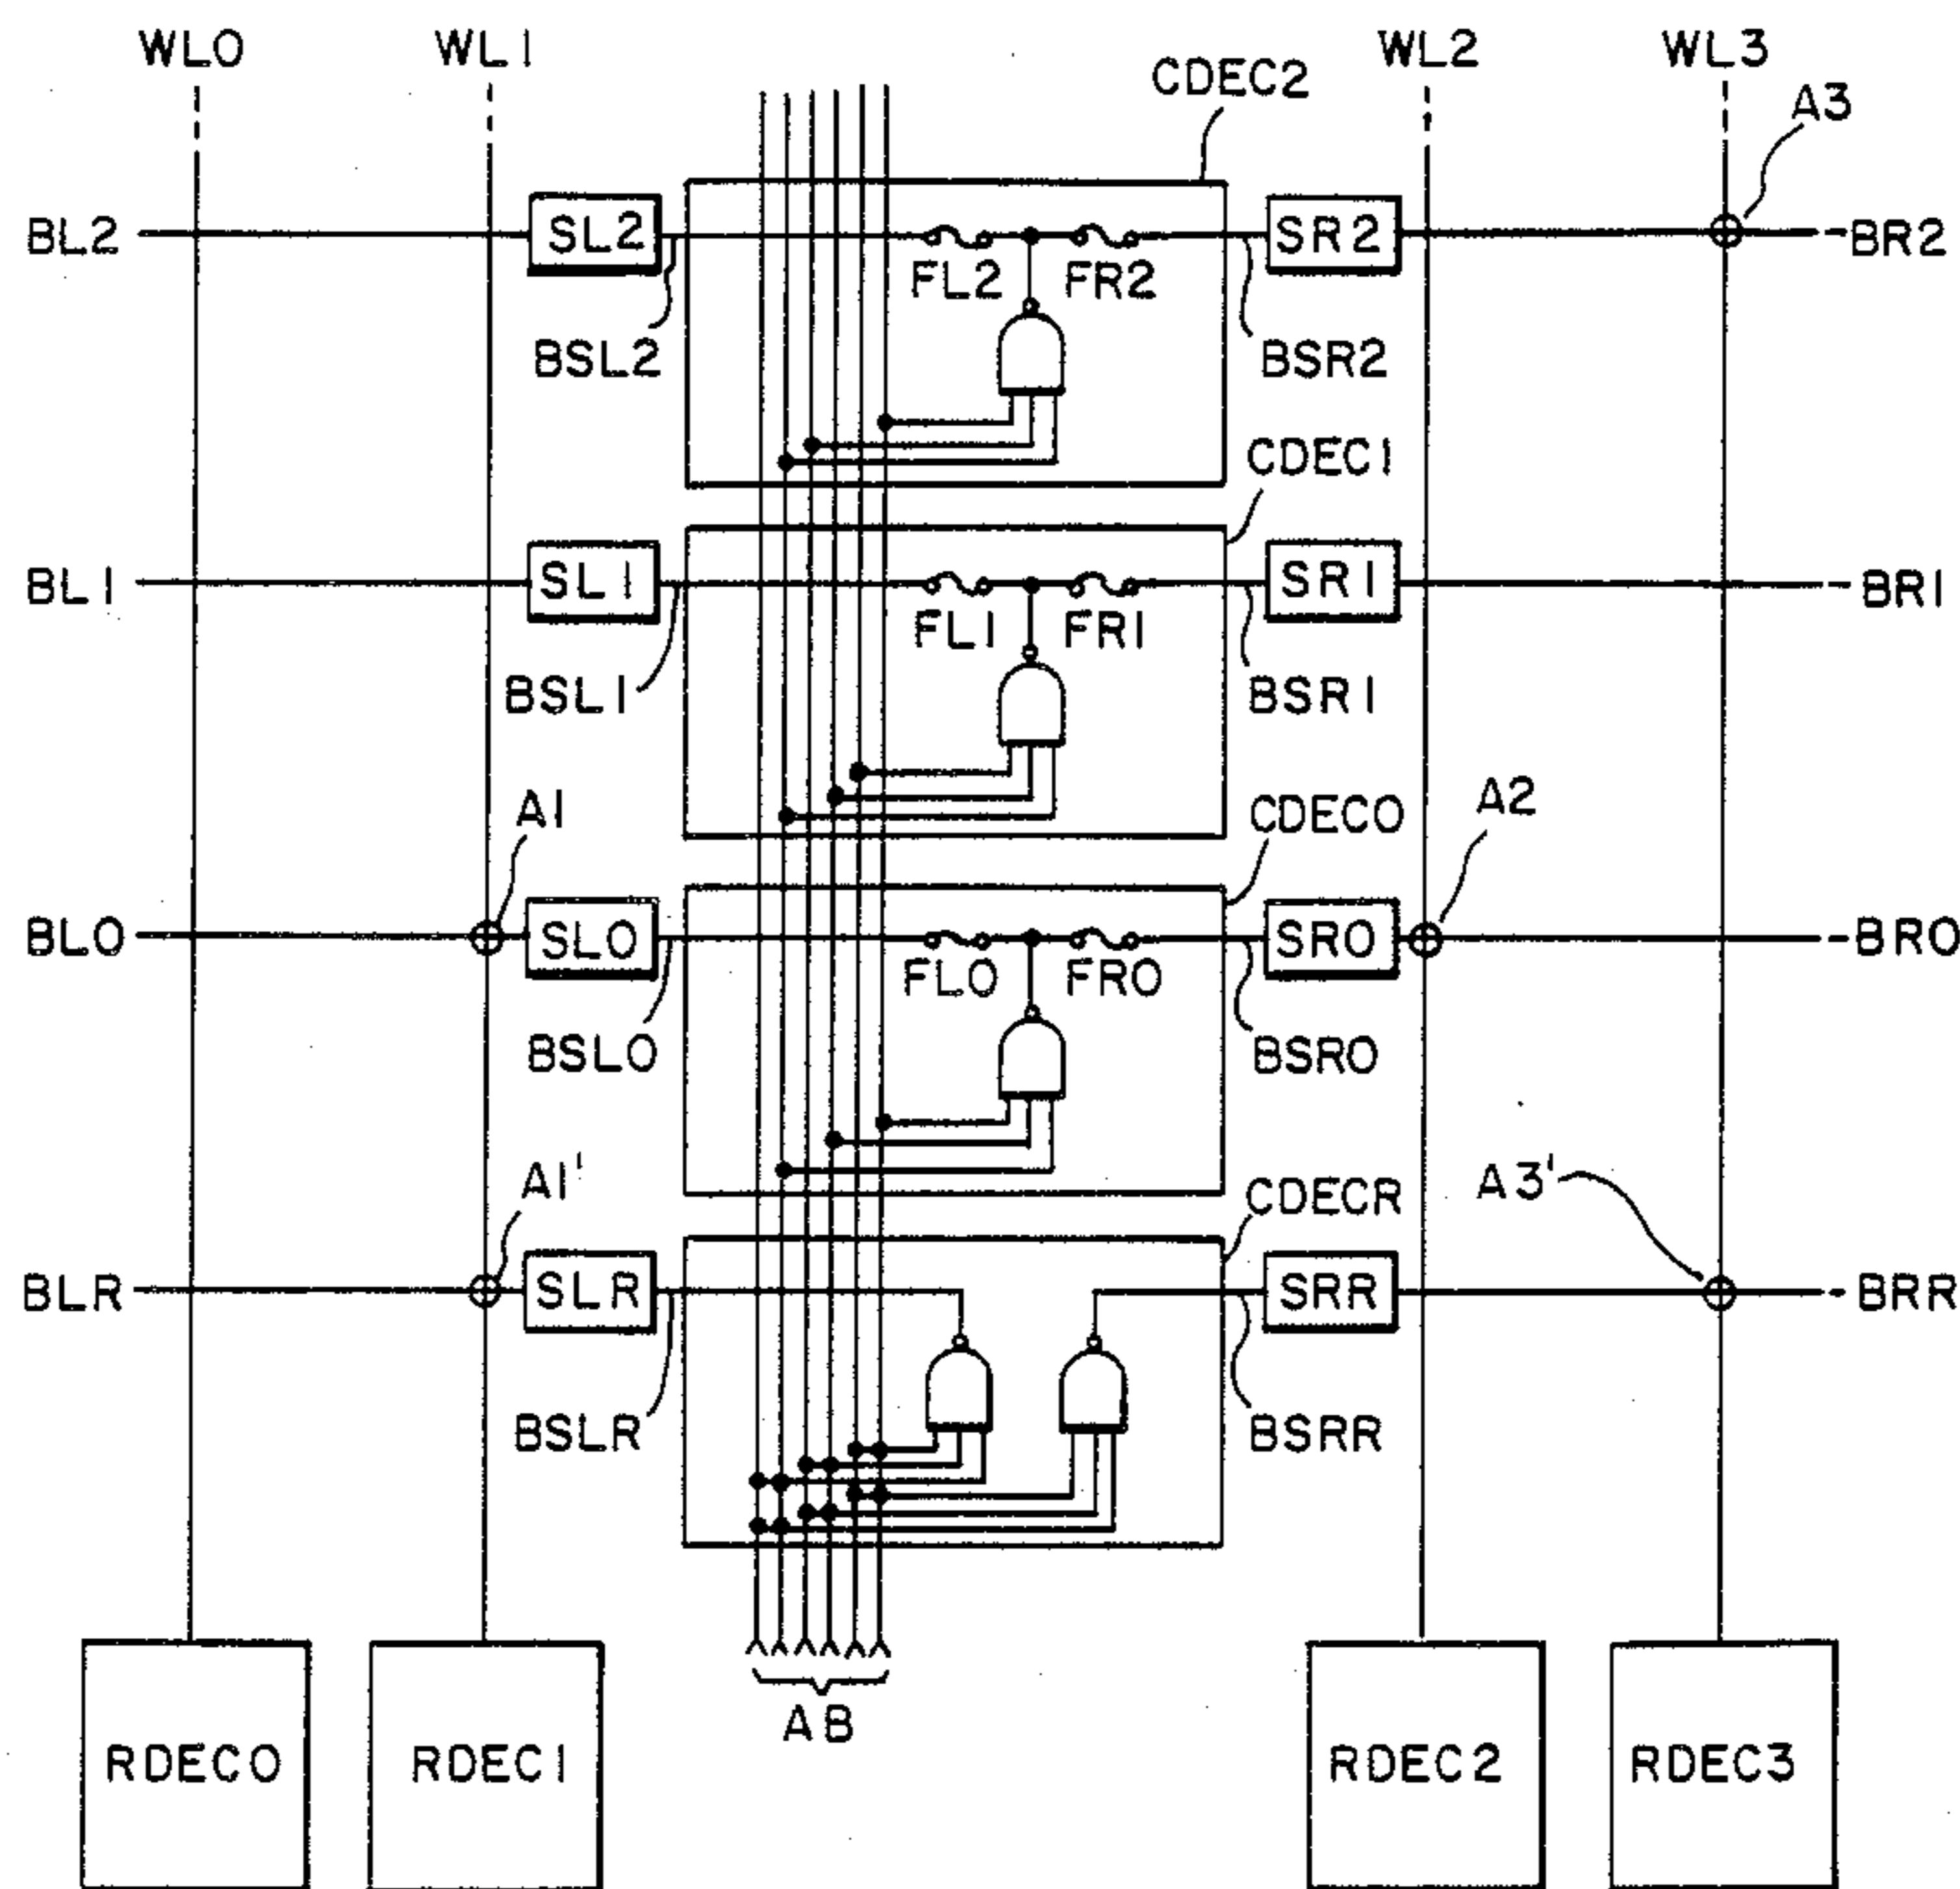 WL0 WL1 WL2 WL3
CDEC2 A3
BL2 SL2 FL2 FR2 SR2 BR2
BSL2 BSR2
CDEC1
BL1 SL1 FL1 FR1 SR1 BR1
BSL1 BSR1
A1 CDEC0 A2
BL0 SL0 FL0 FR0 SR0 BR0
BSL0 BSR0
A1' CDECR A3'
BLR SLR SRR BRR
BSLR BSRR
AB
RDEC0 RDEC1 RDEC2 RDEC3